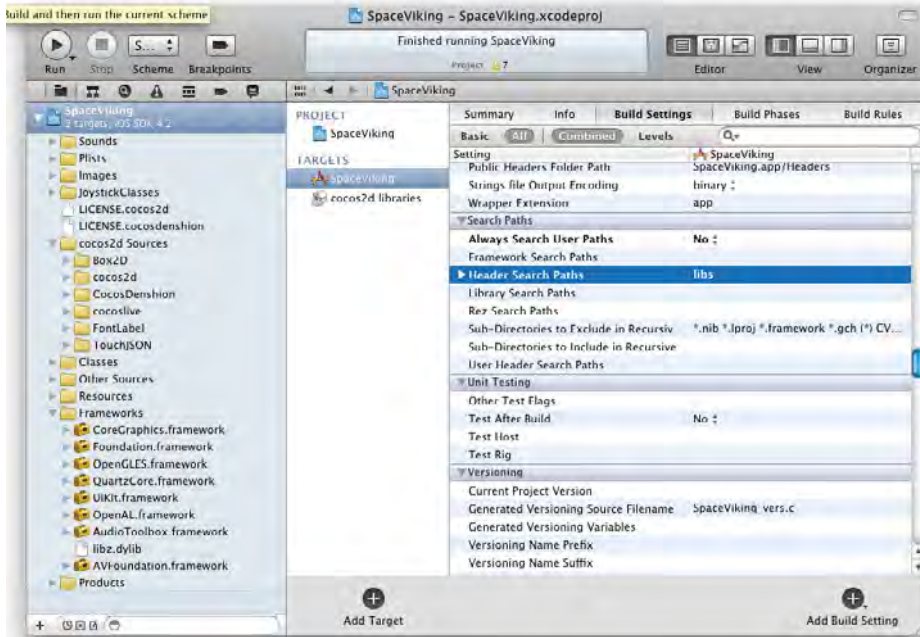 Build and then run the current scheme
SpaceViking – SpaceViking.xcodeproj
Finished running SpaceViking
Project 7
S...
Run Stop Scheme Breakpoints
Editor View Organizer
SpaceViking
SpaceViking
2 targets, iOS SDK 4.2
Sounds
Plists
Images
JoystickClasses
LICENSE.cocos2d
LICENSE.cocosdenshion
cocos2d Sources
Box2D
cocos2d
CocosDenshion
cocoslive
FontLabel
TouchJSON
Classes
Other Sources
Resources
Frameworks
CoreGraphics.framework
Foundation.framework
OpenGLES.framework
QuartzCore.framework
UIKit.framework
OpenAL.framework
AudioToolbox.framework
libz.dylib
AVFoundation.framework
Products
PROJECT
SpaceViking
TARGETS
SpaceViking
cocos2d libraries
Summary Info Build Settings Build Phases Build Rules
Basic All Combined Levels
Setting SpaceViking
Public Headers Folder Path SpaceViking.app/Headers
Strings file Output Encoding binary
Wrapper Extension app
Search Paths
Always Search User Paths No
Framework Search Paths
Header Search Paths libs
Library Search Paths
Rez Search Paths
Sub-Directories to Exclude in Recursiv *.nib *.lproj *.framework *.gch (*) CV...
Sub-Directories to Include in Recursive
User Header Search Paths
Unit Testing
Other Test Flags
Test After Build No
Test Host
Test Rig
Versioning
Current Project Version
Generated Versioning Source Filename SpaceViking_vers.c
Generated Versioning Variables
Versioning Name Prefix
Versioning Name Suffix
Add Target
Add Build Setting